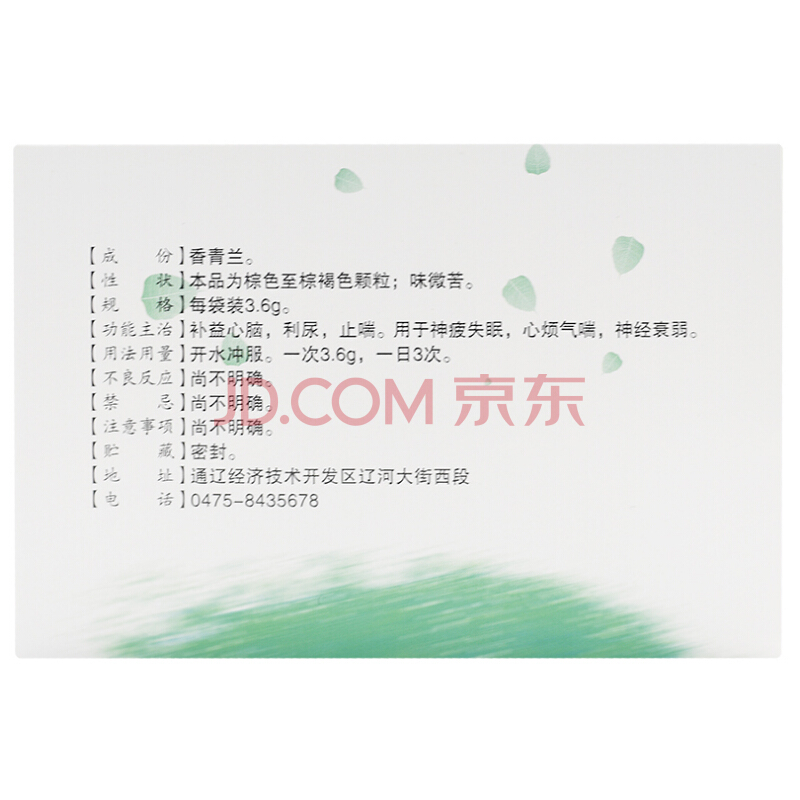 【成份】香青兰。
【性状】本品为棕色至棕褐色颗粒；味微苦。
【规格】每袋装3.6g。
【功能主治】补益心脑，利尿，止喘。用于神疲失眠，心烦气喘，神经衰弱。
【用法用量】开水冲服。一次3.6g，一日3次。
【不良反应】尚不明确。
【禁忌】尚不明确。
JD.COM 京东
【注意事项】尚不明确。
【贮藏】密封。
【地址】通辽经济技术开发区辽河大街西段
【电话】0475-8435678